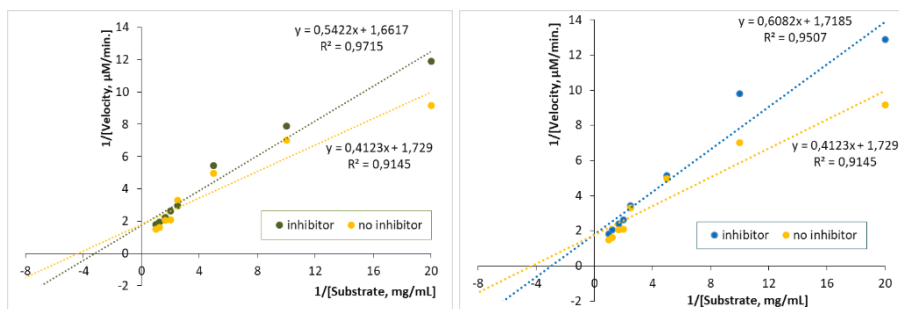 y = 0,5422x + 1,6617
R² = 0,9715
1/[Velocity, µM/min.]
14
12
10
8
6
4
2
0
-2
y = 0,4123x + 1,729
R² = 0,9145
inhibitor
no inhibitor
-8
-4
0
4
8
12
16
20
1/[Substrate, mg/mL]
y = 0,6082x + 1,7185
R² = 0,9507
1/[Velocity, µM/min.]
14
12
10
8
6
4
2
0
-2
y = 0,4123x + 1,729
R² = 0,9145
inhibitor
no inhibitor
-8
-4
0
4
8
12
16
20
1/[Substrate, mg/mL]